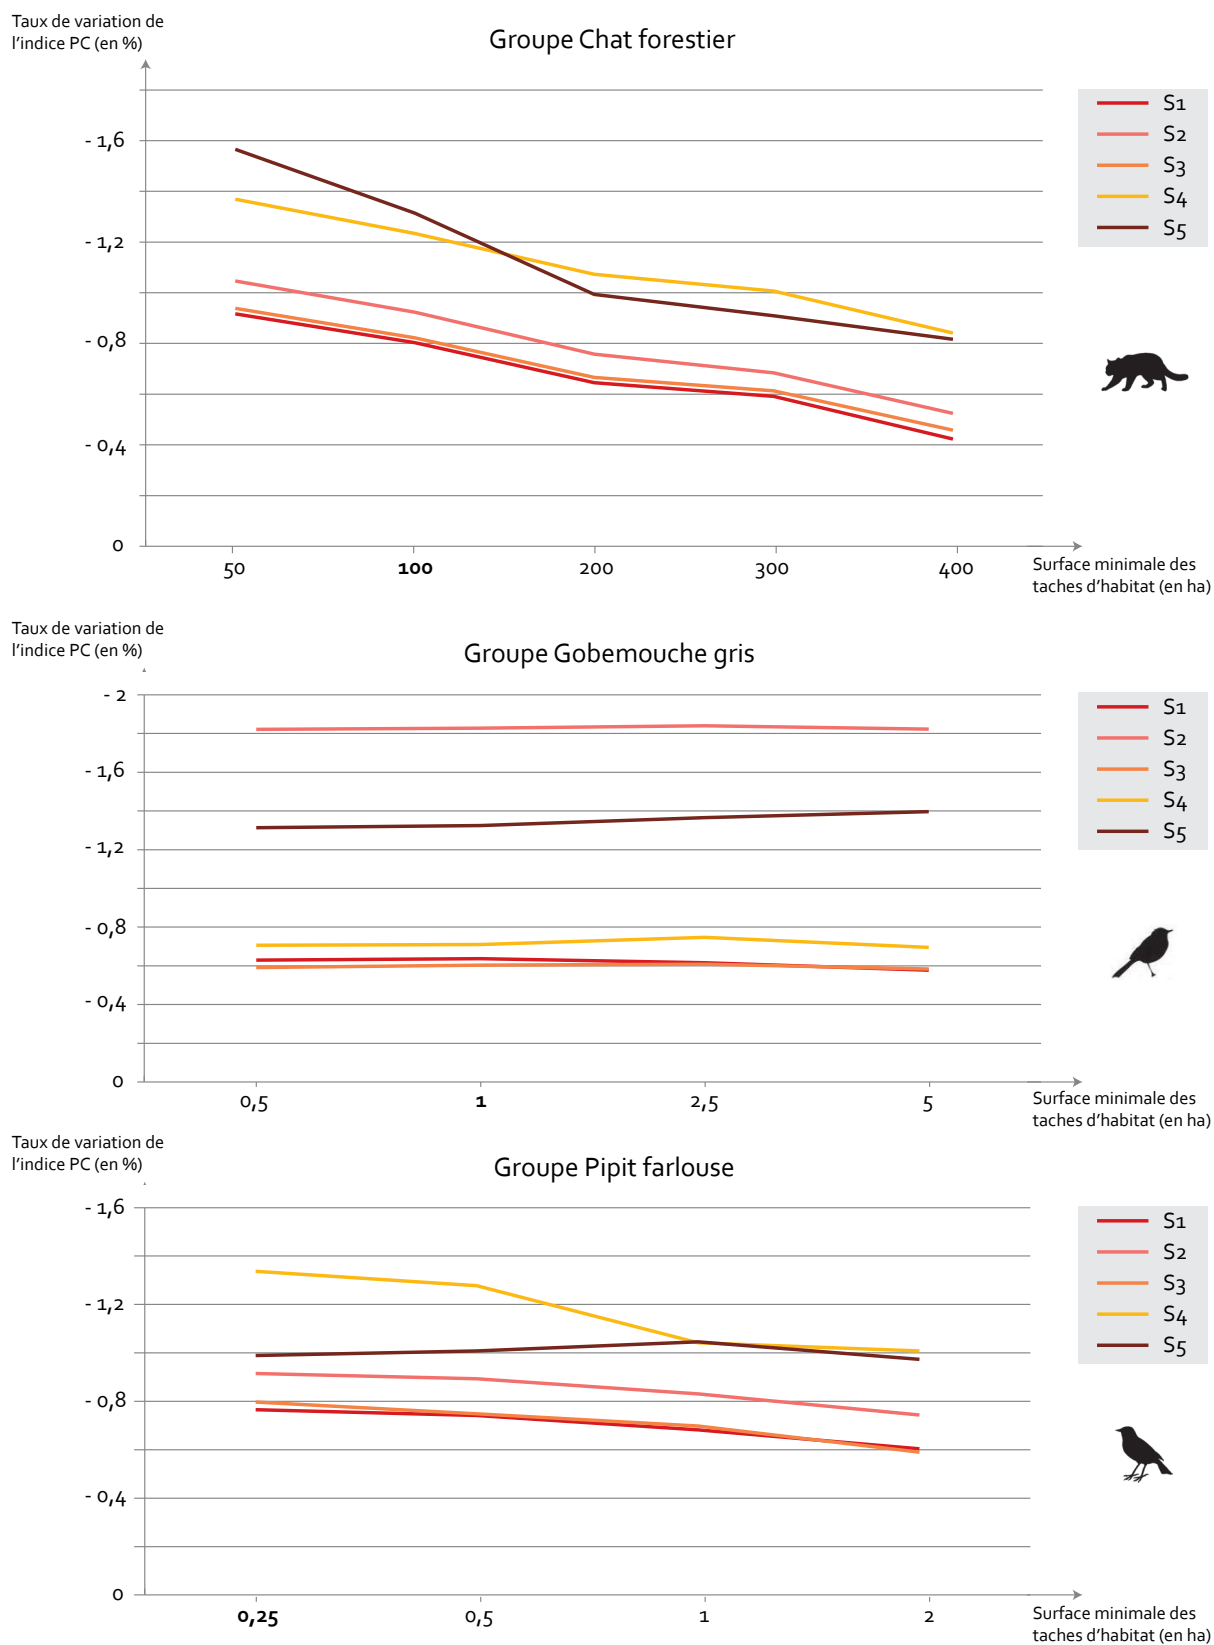 Taux de variation de
l'indice PC (en %)
Groupe Chat forestier
- 1,6
- 1,2
- 0,8
- 0,4
0
50
100
200
300
400
Surface minimale des
taches d'habitat (en ha)
S1
S2
S3
S4
S5
Taux de variation de
l'indice PC (en %)
Groupe Gobemouche gris
- 2
- 1,6
- 1,2
- 0,8
- 0,4
0
0,5
1
2,5
5
Surface minimale des
taches d'habitat (en ha)
S1
S2
S3
S4
S5
Taux de variation de
l'indice PC (en %)
Groupe Pipit farlouse
- 1,6
- 1,2
- 0,8
- 0,4
0
0,25
0,5
1
2
Surface minimale des
taches d'habitat (en ha)
S1
S2
S3
S4
S5